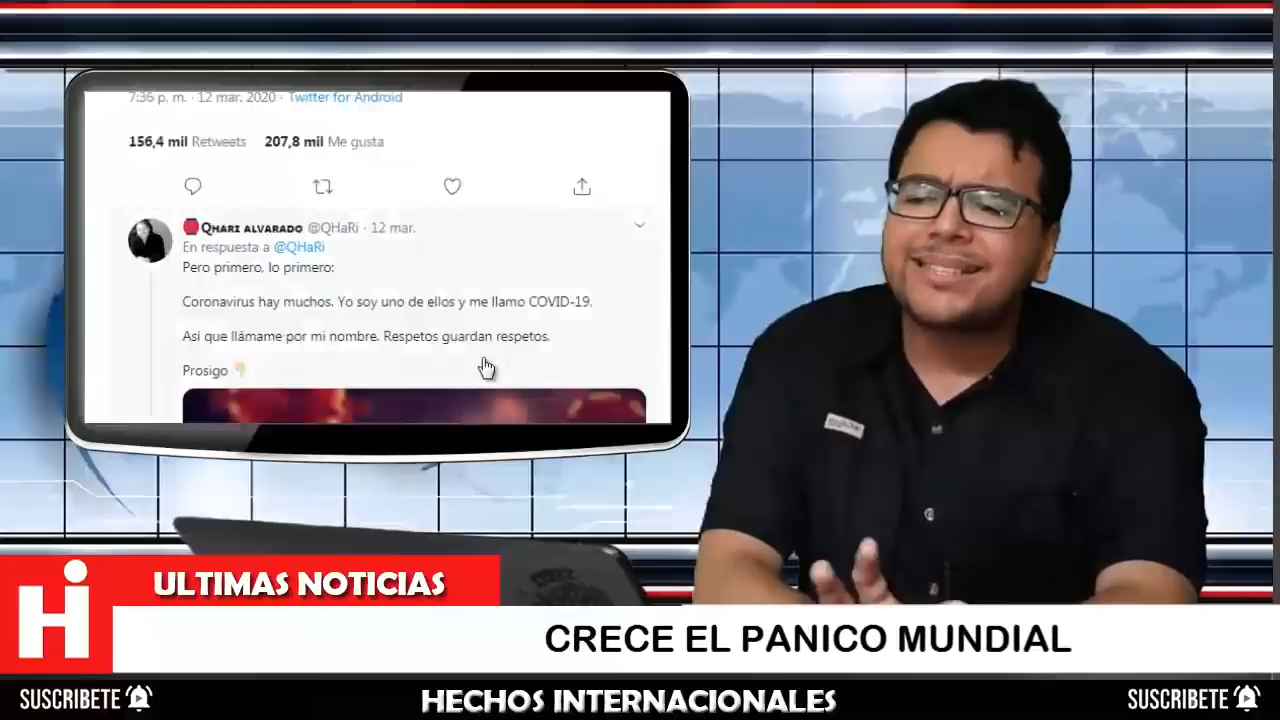 7:36 p. m. · 12 mar. 2020 · Twitter for Android
156,4 mil Retweets 207,8 mil Me gusta
QHARI ALVARADO @QHaRi · 12 mar.
En respuesta a @QHaRi
Pero primero, lo primero:
Coronavirus hay muchos. Yo soy uno de ellos y me llamo COVID-19.
Así que llámame por mi nombre. Respetos guardan respetos.
Prosigo
Hi
ULTIMAS NOTICIAS
CRECE EL PANICO MUNDIAL
SUSCRIBETE
HECHOS INTERNACIONALES
SUSCRIBETE